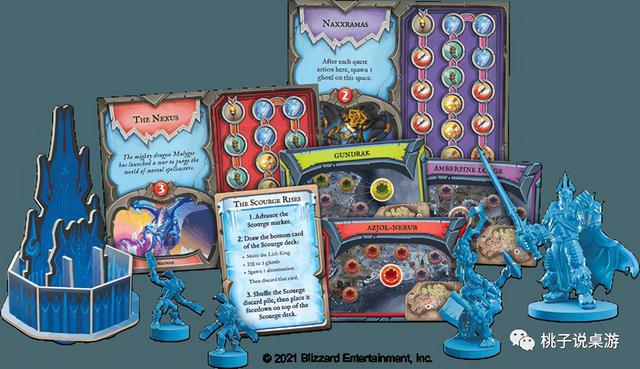 NAXXRAMAS
After each quest
action here, spawn 1
ghoul on this space.
2
THE NEXUS
The mighty dragon Malygos
has launched a war to purge the
world of mortal spellcasters.
3
MALYGOS
GUNDRAK
AMBERPINE LODGE
AZJOL-NERUB
THE SCOURGE RISES
1. Advance the
Scourge marker.
2. Draw the bottom card
of the Scourge deck:
• Move the Lich King
• Fill to 3 ghouls
• Spawn 1 abomination
Then discard that card.
3. Shuffle the Scourge
discard pile, then place it
facedown on top of the
Scourge deck.
© 2021 Blizzard Entertainment, Inc.
桃子说桌游